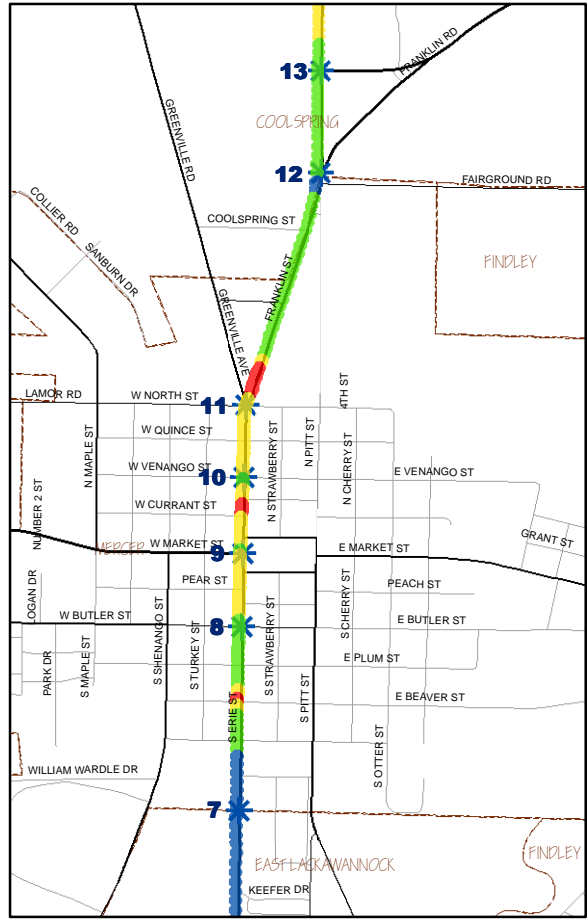 13
FRANKLIN RD
COOLSPRING
GREENVILLE RD
12
FAIRGROUND RD
COLLIER RD
COOLSPRING ST
SANBURN DR
FINDLEY
FRANKLIN ST
GREENVILLE AVE
LAMOR RD
W NORTH ST
11
4TH ST
W QUINCE ST
N MAPLE ST
N STRAWBERRY ST
N PITT ST
N CHERRY ST
W VENANGO ST
10
E VENANGO ST
NUMBER 2 ST
W CURRANT ST
GRANT ST
MERCER
W MARKET ST
9
E MARKET ST
LOGAN DR
PEAR ST
PEACH ST
W BUTLER ST
8
E BUTLER ST
S SHENANGO ST
S TURKEY ST
S STRAWBERRY ST
S CHERRY ST
PARK DR
S MAPLE ST
E PLUM ST
S PITT ST
E BEAVER ST
S ERIE ST
S OTTER ST
WILLIAM WARDLE DR
7
EAST LACKAWANNOCK
FINDLEY
KEEFER DR